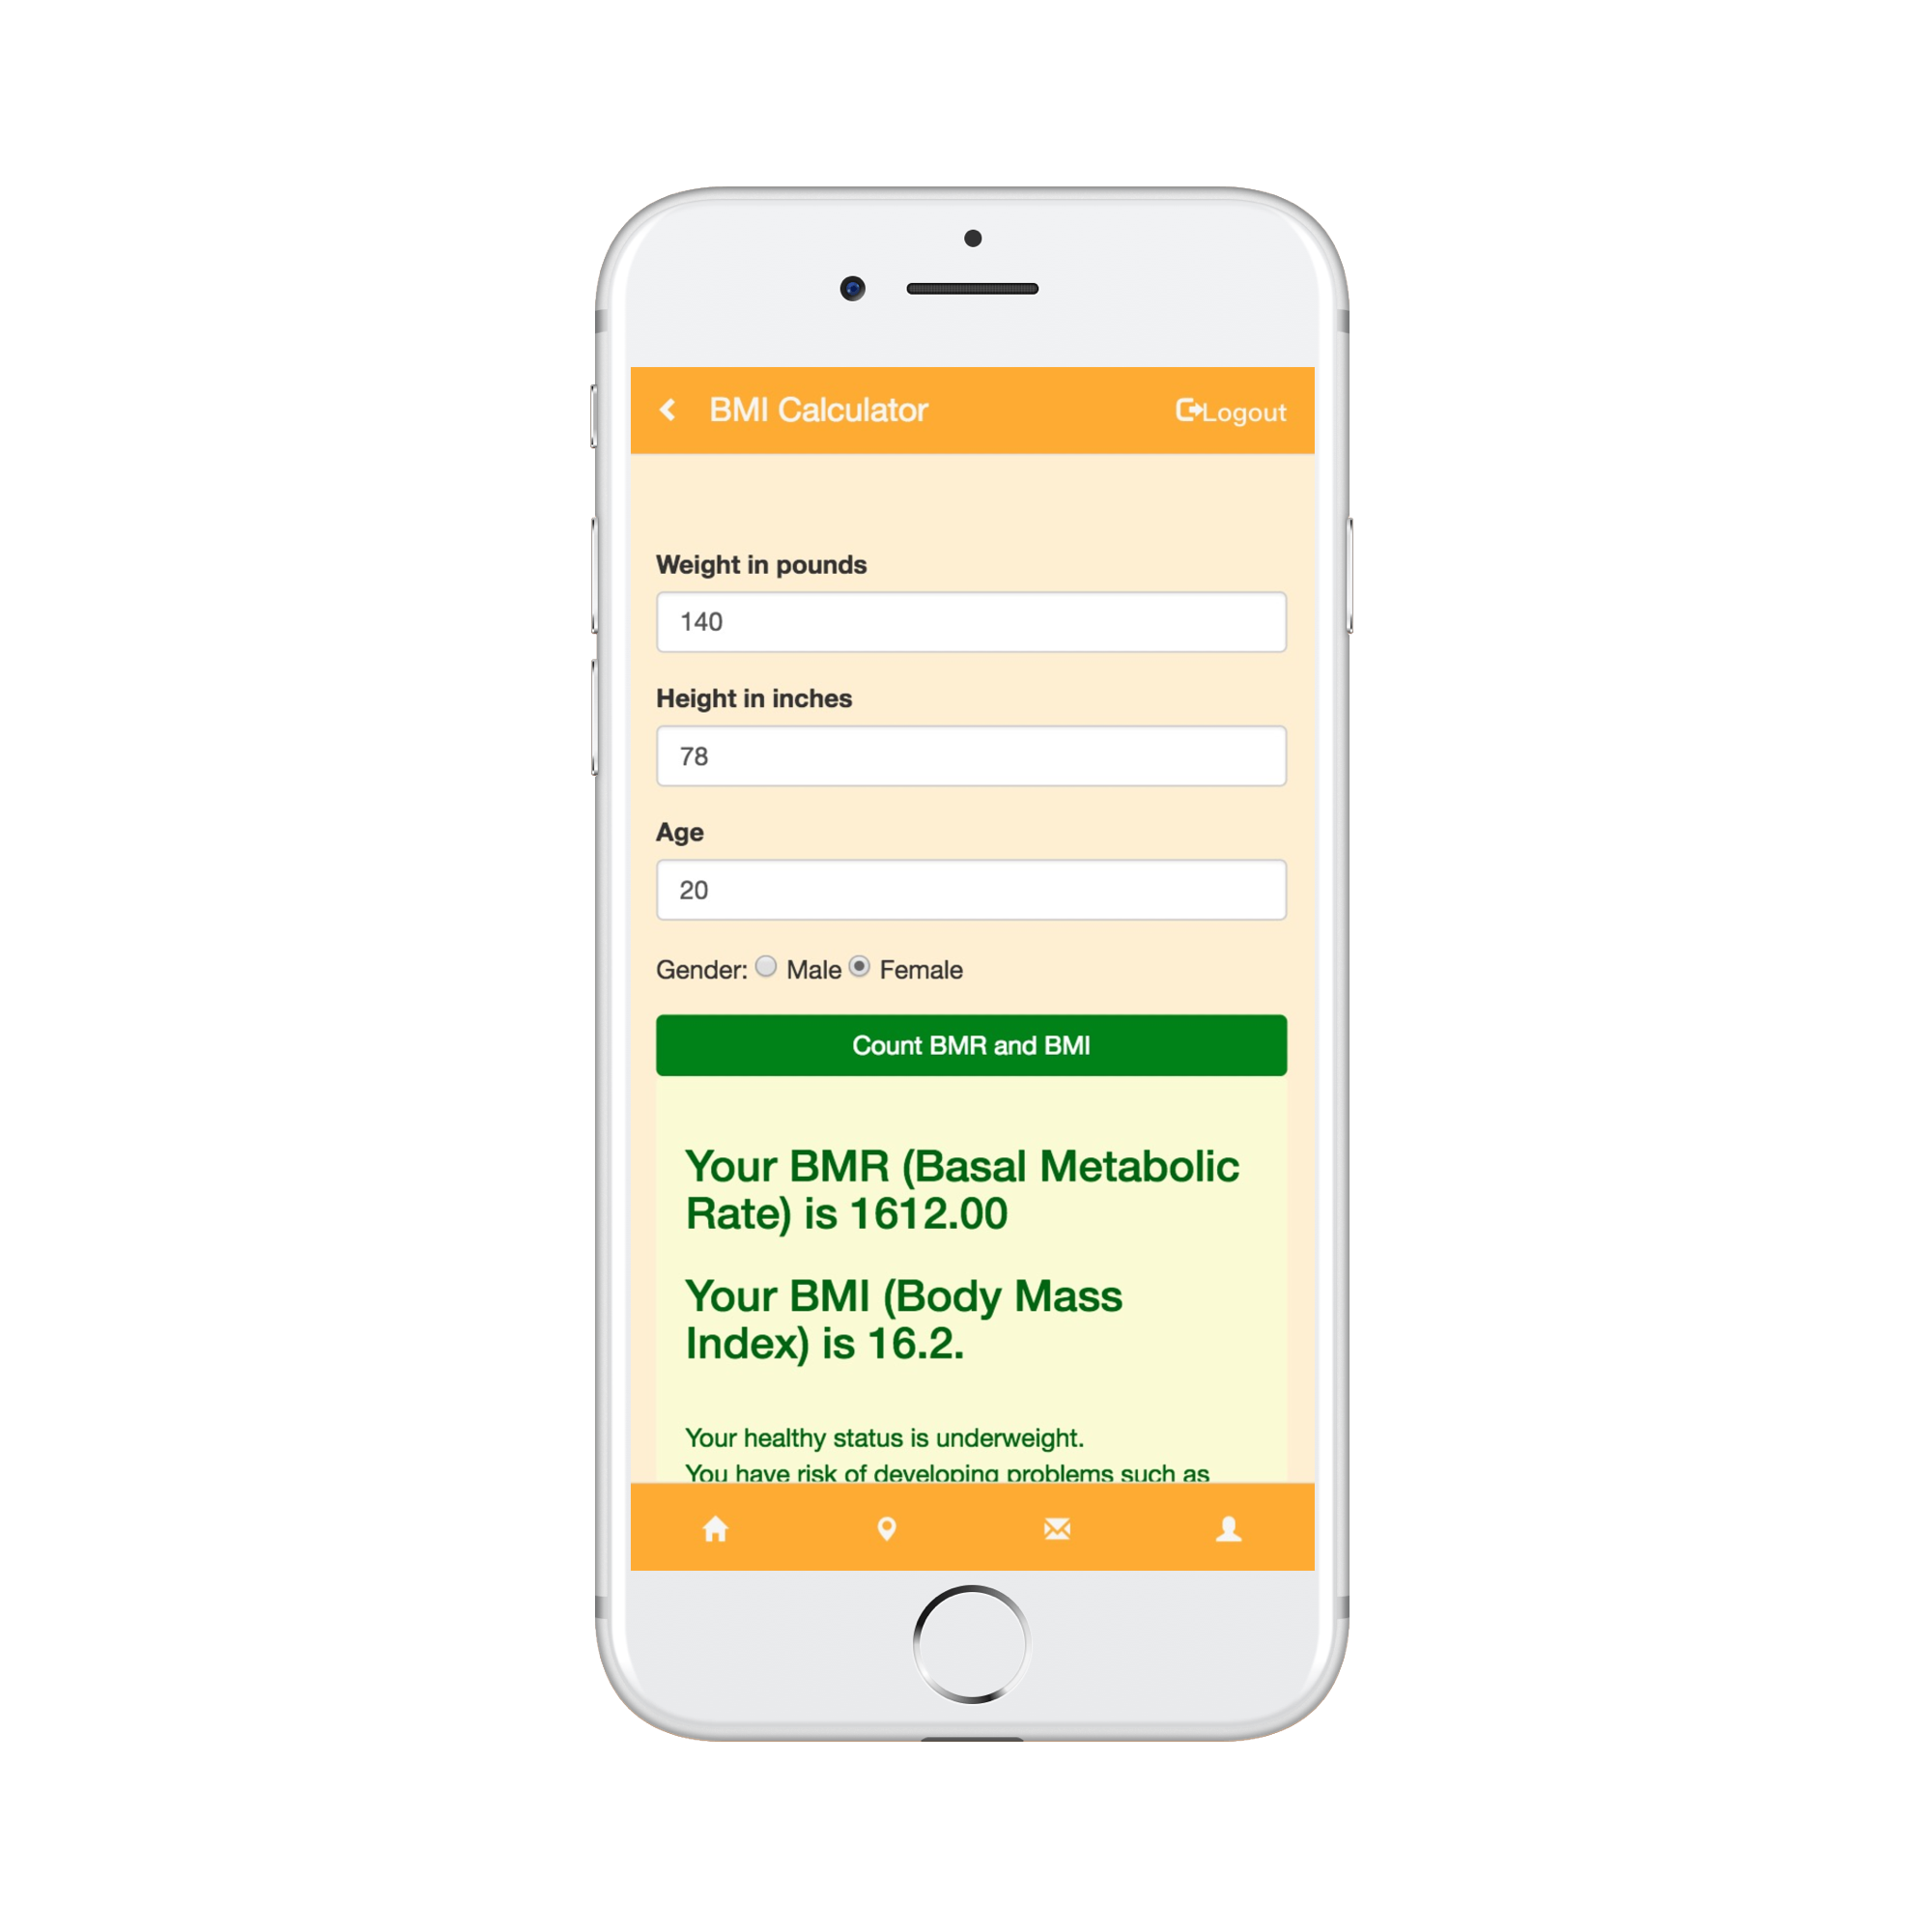 BMI Calculator
Logout
Weight in pounds
140
Height in inches
78
Age
20
Gender: Male Female
Count BMR and BMI
Your BMR (Basal Metabolic
Rate) is 1612.00
Your BMI (Body Mass
Index) is 16.2.
Your healthy status is underweight.
You have risk of developing problems such as